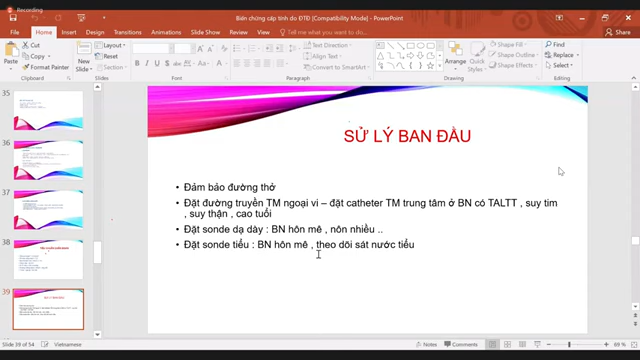 Recording
Biến chứng cấp tính do ĐTĐ [Compatibility Mode] - PowerPoint
File Home Insert Design Transitions Animations Slide Show Review View Tell me what you want to do... Share
Paste Cut Copy Format Painter
Clipboard
New Slide Layout Reset Section
Slides
Font
Text Direction Align Text Convert to SmartArt
Paragraph
Arrange Quick Styles Shape Fill Shape Outline Shape Effects
Drawing
Find Replace Select
Editing
35
36
37
38
39
SỬ LÝ BAN ĐẦU
• Đảm bảo đường thở
• Đặt đường truyền TM ngoại vi – đặt catheter TM trung tâm ở BN có TALTT , suy tim
, suy thận , cao tuổi
• Đặt sonde dạ dày : BN hôn mê , nôn nhiều ..
• Đặt sonde tiểu : BN hôn mê , theo dõi sát nước tiểu
Slide 39 of 54 Vietnamese Notes Comments